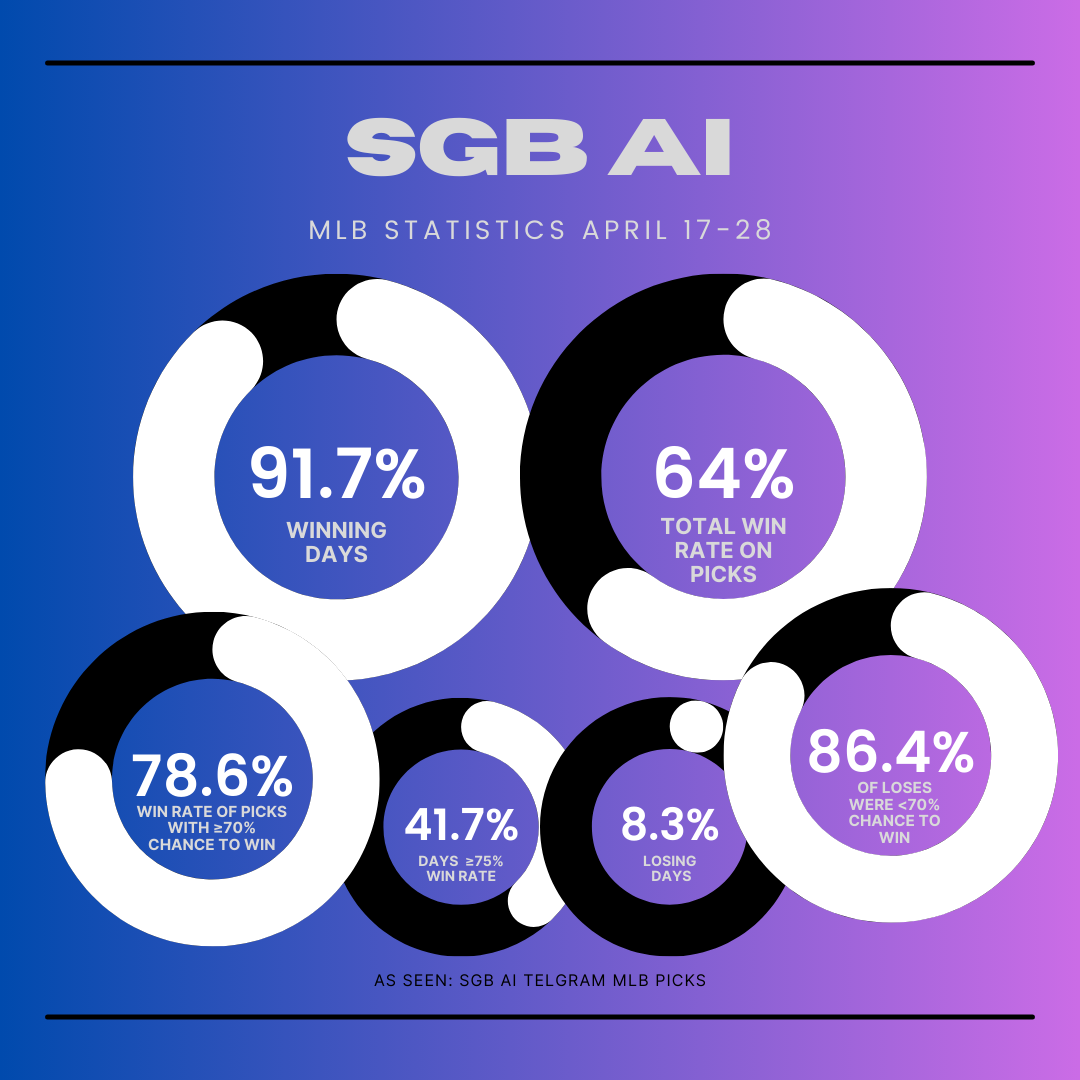 SGB AI
MLB STATISTICS APRIL 17-28
91.7%
WINNING
DAYS
64%
TOTAL WIN
RATE ON
PICKS
78.6%
WIN RATE OF PICKS
WITH ≥70%
CHANCE TO WIN
41.7%
DAYS ≥75%
WIN RATE
8.3%
LOSING
DAYS
86.4%
OF LOSES
WERE <70%
CHANCE TO
WIN
AS SEEN: SGB AI TELGRAM MLB PICKS